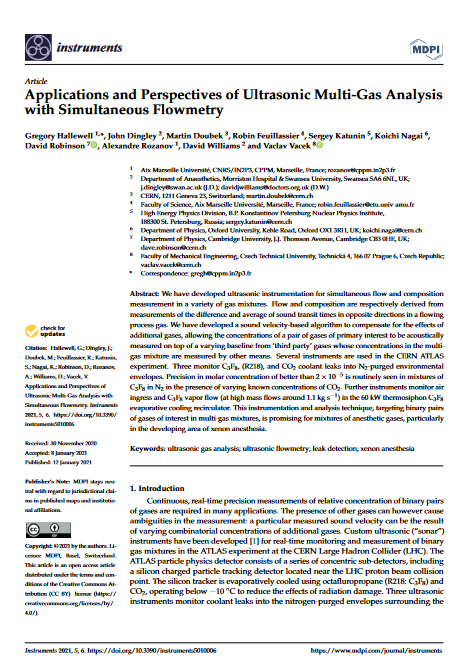 instruments
MDPI
Article
Applications and Perspectives of Ultrasonic Multi-Gas Analysis
with Simultaneous Flowmetry
Gregory Hallewell 1,*, John Dingley 2, Martin Doubek 3, Robin Feuillassier 4, Sergey Katunin 5, Koichi Nagai 6,
David Robinson 7, Alexandre Rozanov 1, David Williams 2 and Vaclav Vacek 8
1 Aix Marseille Université, CNRS/IN2P3, CPPM, Marseille, France; rozanov@cppm.in2p3.fr
2 Department of Anaesthetics, Morriston Hospital & Swansea University, Swansea SA6 6NL, UK;
j.dingley@swan.ac.uk (J.D.); davidjwilliams@doctors.org.uk (D.W.)
3 CERN, 1211 Geneva 23, Switzerland; martin.doubek@cern.ch
4 Faculty of Science, Aix Marseille Université, Marseille, France; robin.feuillassier@etu.univ-amu.fr
5 High Energy Physics Division, B.P. Konstantinov Petersburg Nuclear Physics Institute,
188300 St. Petersburg, Russia; sergey.katunin@cern.ch
6 Department of Physics, Oxford University, Keble Road, Oxford OX1 3RH, UK; koichi.nagai@cern.ch
7 Department of Physics, Cambridge University, J.J. Thomson Avenue, Cambridge CB3 0HE, UK;
dave.robinson@cern.ch
8 Faculty of Mechanical Engineering, Czech Technical University, Technická 4, 166 07 Prague 6, Czech Republic;
vaclav.vacek@cern.ch
* Correspondence: gregh@cppm.in2p3.fr
Abstract: We have developed ultrasonic instrumentation for simultaneous flow and composition
measurement in a variety of gas mixtures. Flow and composition are respectively derived from
measurements of the difference and average of sound transit times in opposite directions in a flowing
process gas. We have developed a sound velocity-based algorithm to compensate for the effects of
additional gases, allowing the concentrations of a pair of gases of primary interest to be acoustically
measured on top of a varying baseline from 'third party' gases whose concentrations in the multi-
gas mixture are measured by other means. Several instruments are used in the CERN ATLAS
experiment. Three monitor C3F8, (R218), and CO2 coolant leaks into N2-purged environmental
envelopes. Precision in molar concentration of better than 2 × 10−5 is routinely seen in mixtures of
C3F8 in N2 in the presence of varying known concentrations of CO2. Further instruments monitor air
ingress and C3F8 vapor flow (at high mass flows around 1.1 kg s−1) in the 60 kW thermosiphon C3F8
evaporative cooling recirculator. This instrumentation and analysis technique, targeting binary pairs
of gases of interest in multi-gas mixtures, is promising for mixtures of anesthetic gases, particularly
in the developing area of xenon anesthesia.
Keywords: ultrasonic gas analysis; ultrasonic flowmetry; leak detection; xenon anesthesia
check for
updates
Citation: Hallewell, G.; Dingley, J.;
Doubek, M.; Feuillassier, R.; Katunin,
S.; Nagai, K.; Robinson, D.; Rozanov,
A.; Williams, D.; Vacek, V.
Applications and Perspectives of
Ultrasonic Multi-Gas Analysis with
Simultaneous Flowmetry. Instruments
2021, 5, 6. https://doi.org/10.3390/
instruments5010006
Received: 30 November 2020
Accepted: 8 January 2021
Published: 12 January 2021
Publisher's Note: MDPI stays neu-
tral with regard to jurisdictional clai-
ms in published maps and institutio-
nal affiliations.
Copyright: © 2021 by the authors. Li-
censee MDPI, Basel, Switzerland.
This article is an open access article
distributed under the terms and con-
ditions of the Creative Commons At-
tribution (CC BY) license (https://
creativecommons.org/licenses/by/
4.0/).
1. Introduction
Continuous, real-time precision measurements of relative concentration of binary pairs
of gases are required in many applications. The presence of other gases can however cause
ambiguities in the measurement: a particular measured sound velocity can be the result
of varying combinatorial concentrations of additional gases. Custom ultrasonic ("sonar")
instruments have been developed [1] for real-time monitoring and measurement of binary
gas mixtures in the ATLAS experiment at the CERN Large Hadron Collider (LHC). The
ATLAS particle physics detector consists of a series of concentric sub-detectors, including
a silicon charged particle tracking detector located near the LHC proton beam collision
point. The silicon tracker is evaporatively cooled using octafluropropane (R218: C3F8) and
CO2, operating below −10 °C to reduce the effects of radiation damage. Three ultrasonic
instruments monitor coolant leaks into the nitrogen-purged envelopes surrounding the
Instruments 2021, 5, 6. https://doi.org/10.3390/instruments5010006
https://www.mdpi.com/journal/instruments